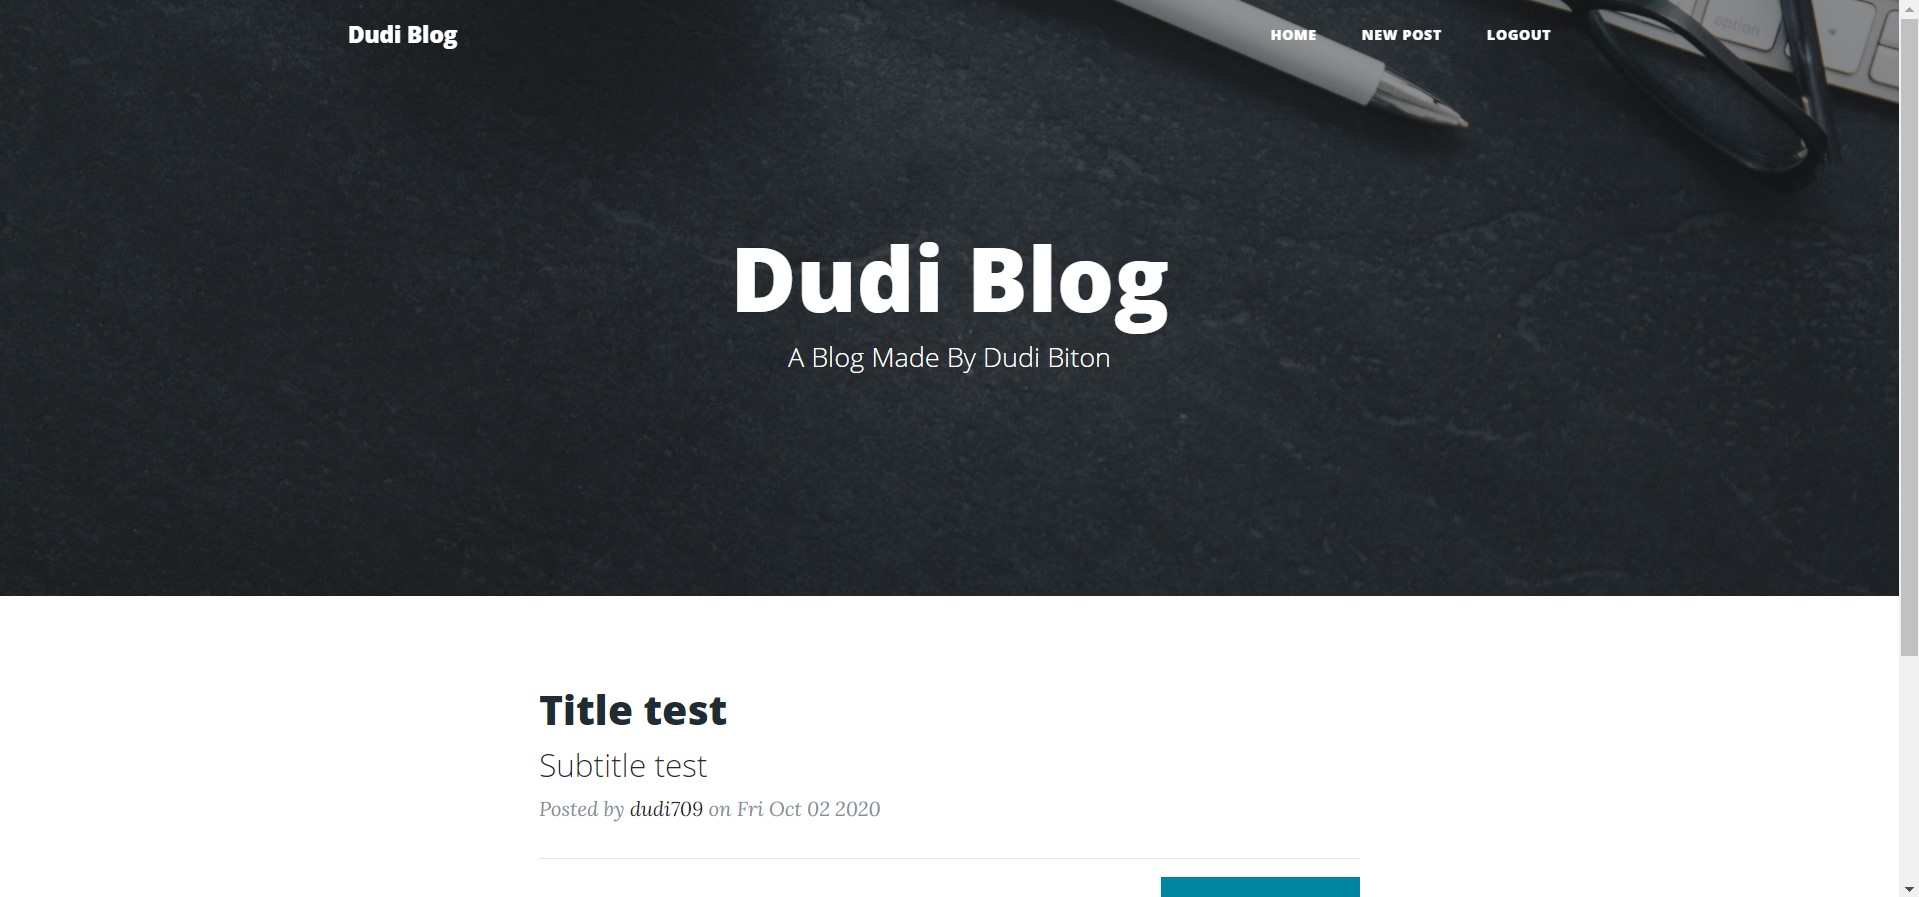 Dudi Blog
HOME NEW POST LOGOUT
option
Dudi Blog
A Blog Made By Dudi Biton
Title test
Subtitle test
Posted by dudi709 on Fri Oct 02 2020